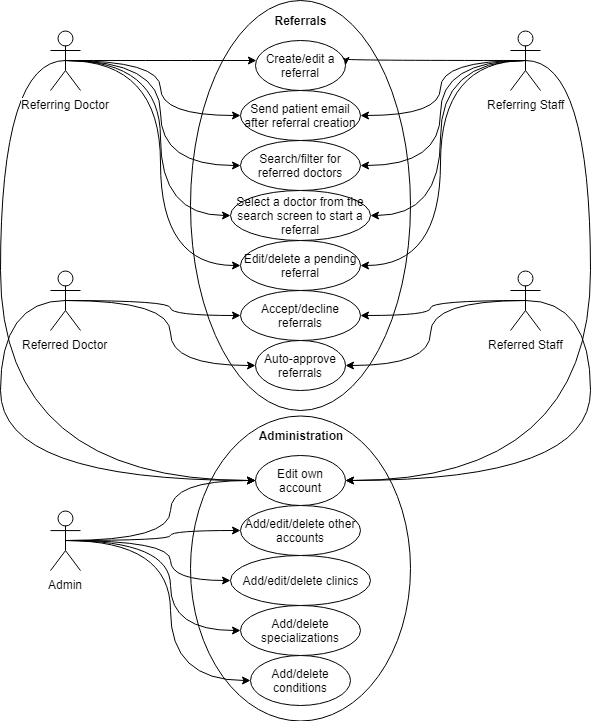 Referrals
Create/edit a
referral
Referring Doctor
Referring Staff
Send patient email
after referral creation
Search/filter for
referred doctors
Select a doctor from the
search screen to start a
referral
Edit/delete a pending
referral
Accept/decline
referrals
Referred Doctor
Referred Staff
Auto-approve
referrals
Administration
Edit own
account
Add/edit/delete other
accounts
Admin
Add/edit/delete clinics
Add/delete
specializations
Add/delete
conditions